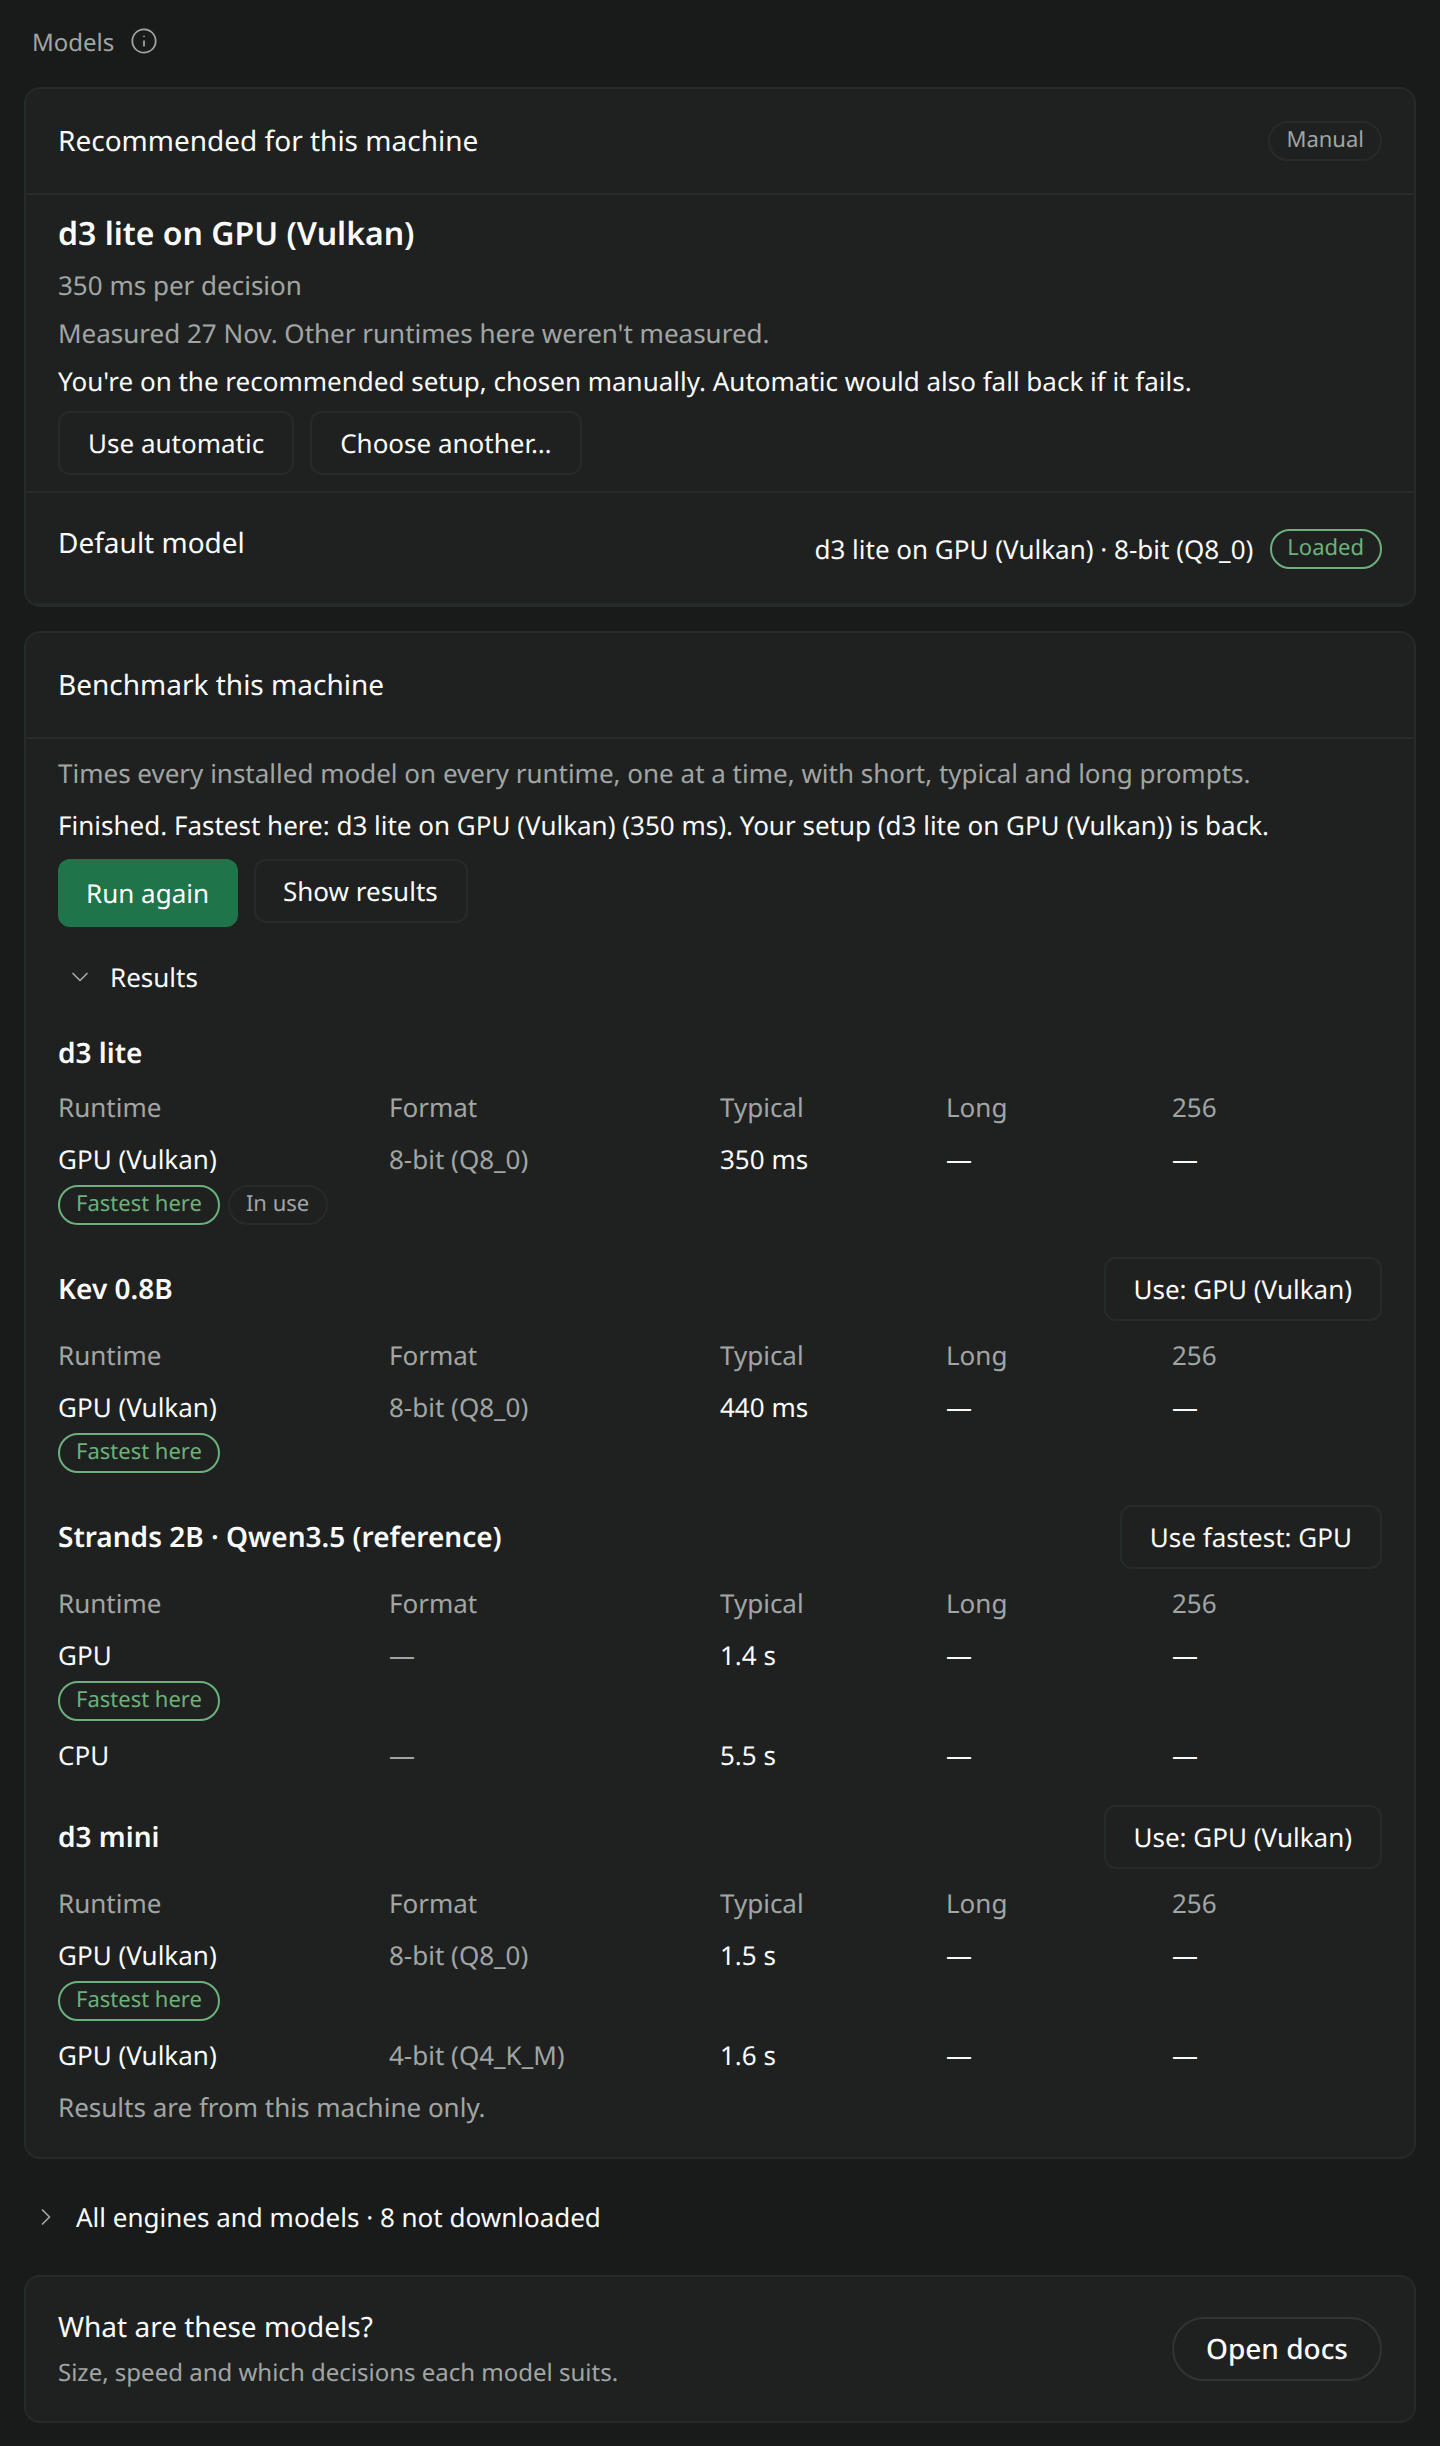 Models
Recommended for this machine
Manual
d3 lite on GPU (Vulkan)
350 ms per decision
Measured 27 Nov. Other runtimes here weren't measured.
You're on the recommended setup, chosen manually. Automatic would also fall back if it fails.
Use automatic
Choose another...
Default model
d3 lite on GPU (Vulkan) · 8-bit (Q8_0)
Loaded
Benchmark this machine
Times every installed model on every runtime, one at a time, with short, typical and long prompts.
Finished. Fastest here: d3 lite on GPU (Vulkan) (350 ms). Your setup (d3 lite on GPU (Vulkan)) is back.
Run again
Show results
Results
d3 lite
Runtime Format Typical Long 256
GPU (Vulkan) 8-bit (Q8_0) 350 ms — —
Fastest here In use
Kev 0.8B
Use: GPU (Vulkan)
Runtime Format Typical Long 256
GPU (Vulkan) 8-bit (Q8_0) 440 ms — —
Fastest here
Strands 2B · Qwen3.5 (reference)
Use fastest: GPU
Runtime Format Typical Long 256
GPU — 1.4 s — —
Fastest here
CPU — 5.5 s — —
d3 mini
Use: GPU (Vulkan)
Runtime Format Typical Long 256
GPU (Vulkan) 8-bit (Q8_0) 1.5 s — —
Fastest here
GPU (Vulkan) 4-bit (Q4_K_M) 1.6 s — —
Results are from this machine only.
All engines and models · 8 not downloaded
What are these models?
Size, speed and which decisions each model suits.
Open docs